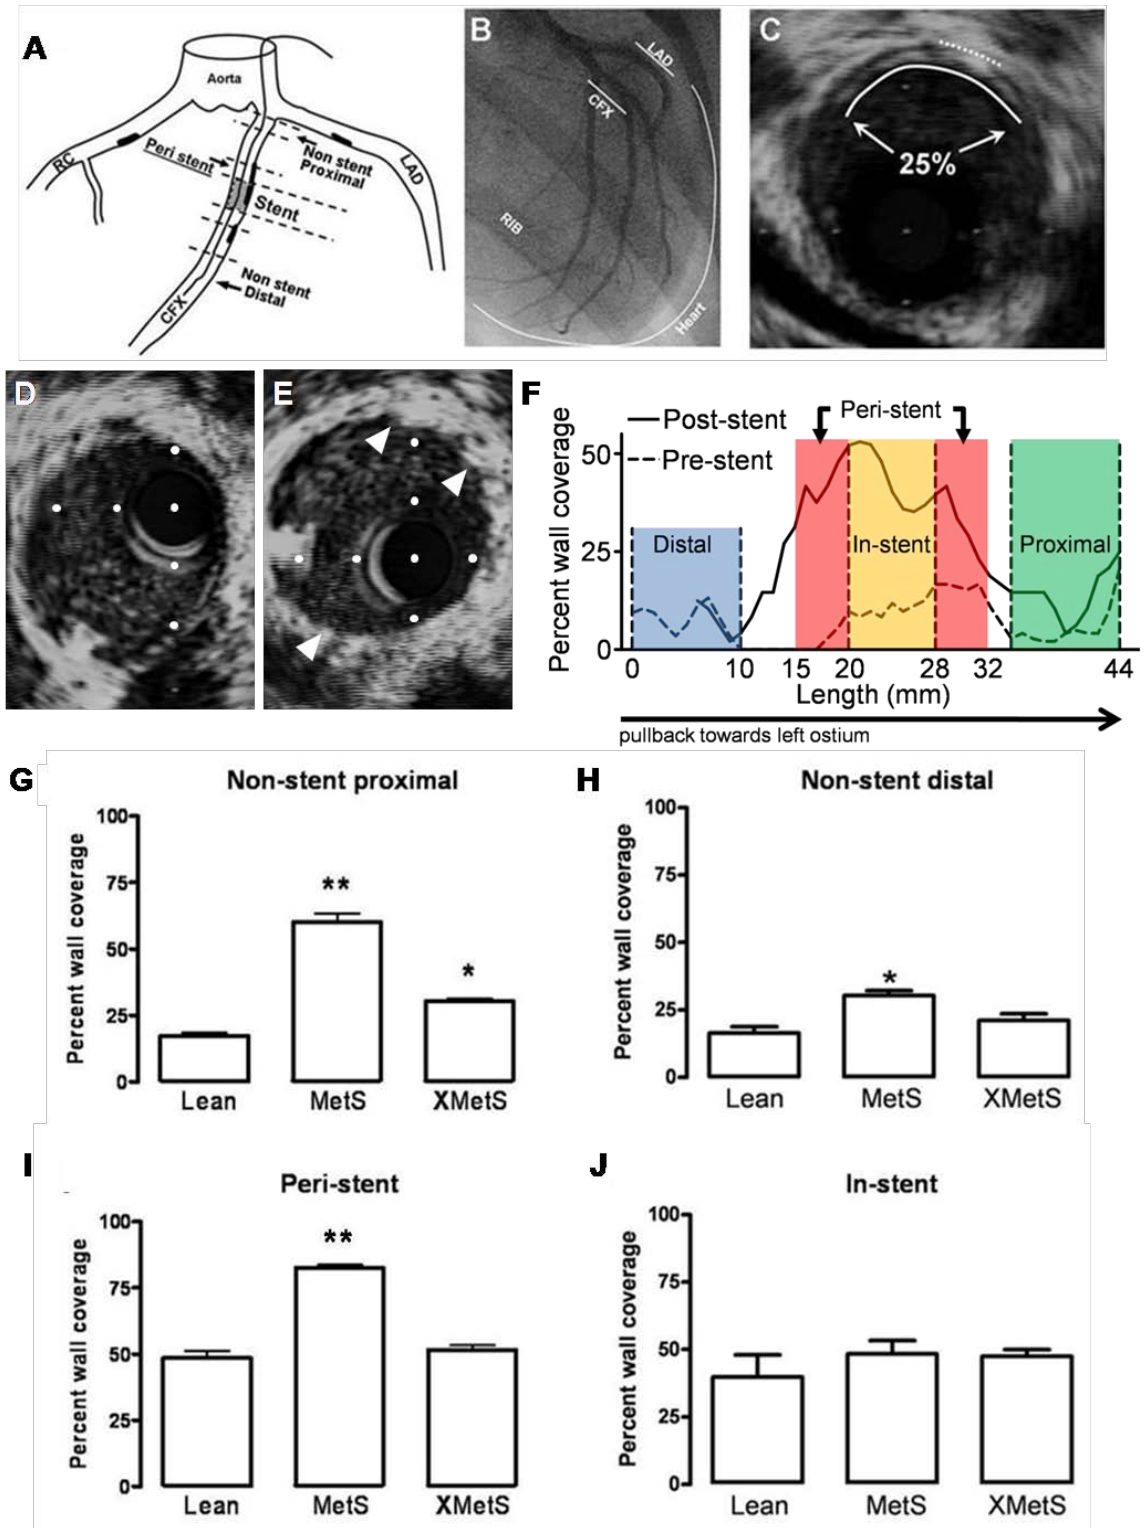 A
Aorta
RC
Peri stent
Non stent
Proximal
LAD
Stent
Non stent
Distal
CFX
B
LAD
CFX
RIB
Heart
C
25%
D
E
F
Percent wall coverage
Post-stent
Pre-stent
Peri-stent
50
25
0
Distal
In-stent
Proximal
0 10 15 20 28 32 44
Length (mm)
pullback towards left ostium
G
Non-stent proximal
Percent wall coverage
100
75
50
25
0
**
*
Lean MetS XMetS
H
Non-stent distal
Percent wall coverage
100
75
50
25
0
*
Lean MetS XMetS
I
Peri-stent
Percent wall coverage
100
75
50
25
0
**
Lean MetS XMetS
J
In-stent
Percent wall coverage
100
75
50
25
0
Lean MetS XMetS